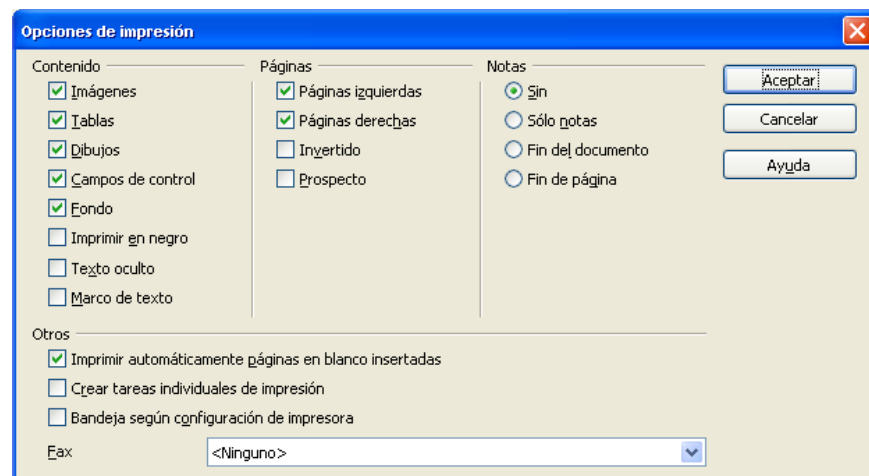 Opciones de impresión
Contenido
Imágenes
Tablas
Dibujos
Campos de control
Fondo
Imprimir en negro
Texto oculto
Marco de texto
Páginas
Páginas izquierdas
Páginas derechas
Invertido
Prospecto
Notas
Sin
Sólo notas
Fin del documento
Fin de página
Aceptar
Cancelar
Ayuda
Otros
Imprimir automáticamente páginas en blanco insertadas
Crear tareas individuales de impresión
Bandeja según configuración de impresora
Fax <Ninguno>